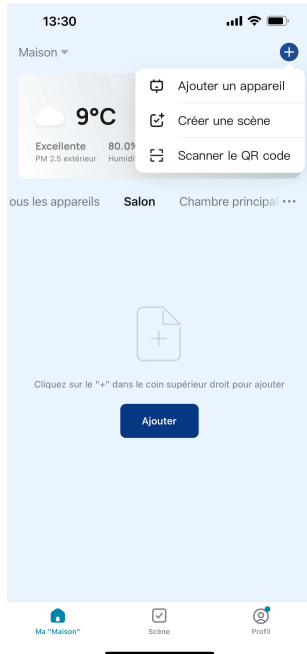 13:30
Maison
Ajouter un appareil
Créer une scène
Scanner le QR code
9°C
Excellente 80.0%
PM 2.5 extérieur Humidi
ous les appareils Salon Chambre principal
Cliquez sur le "+" dans le coin supérieur droit pour ajouter
Ajouter
Ma "Maison" Scène Profil